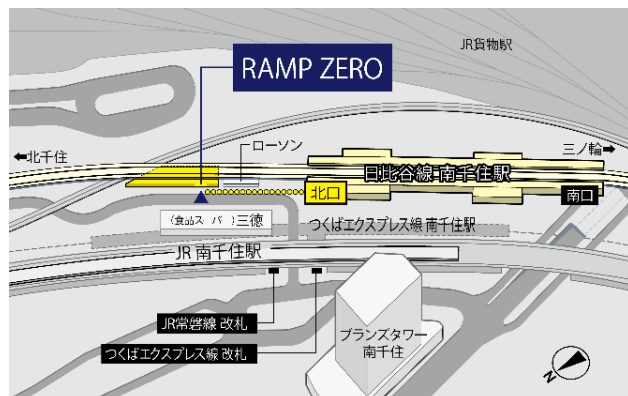 JR貨物駅
RAMP ZERO
←北千住
ローソン
三ノ輪→
日比谷線 南千住駅
北口
南口
(食品スーパー)三徳
つくばエクスプレス線 南千住駅
JR 南千住駅
JR常磐線 改札
つくばエクスプレス線 改札
ブランズタワー
南千住
N